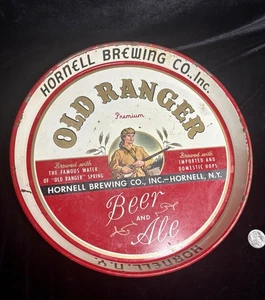 HORNELL BREWING CO., Inc.
OLD RANGER
Premium
Brewed with
THE FAMOUS WATER
OF "OLD RANGER" SPRING
Brewed with
IMPORTED AND
DOMESTIC HOPS
HORNELL BREWING CO., INC.—HORNELL, N.Y.
Beer
AND
Ale
HORNELL, N.Y.